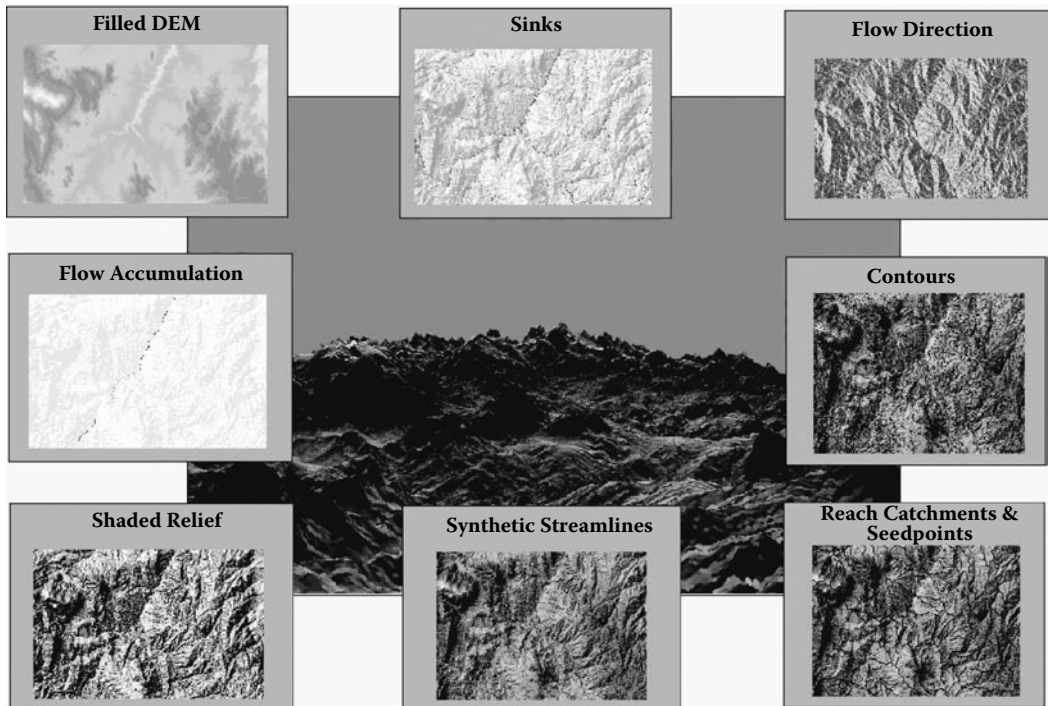 Filled DEM
Sinks
Flow Direction
Flow Accumulation
Contours
Shaded Relief
Synthetic Streamlines
Reach Catchments &
Seedpoints